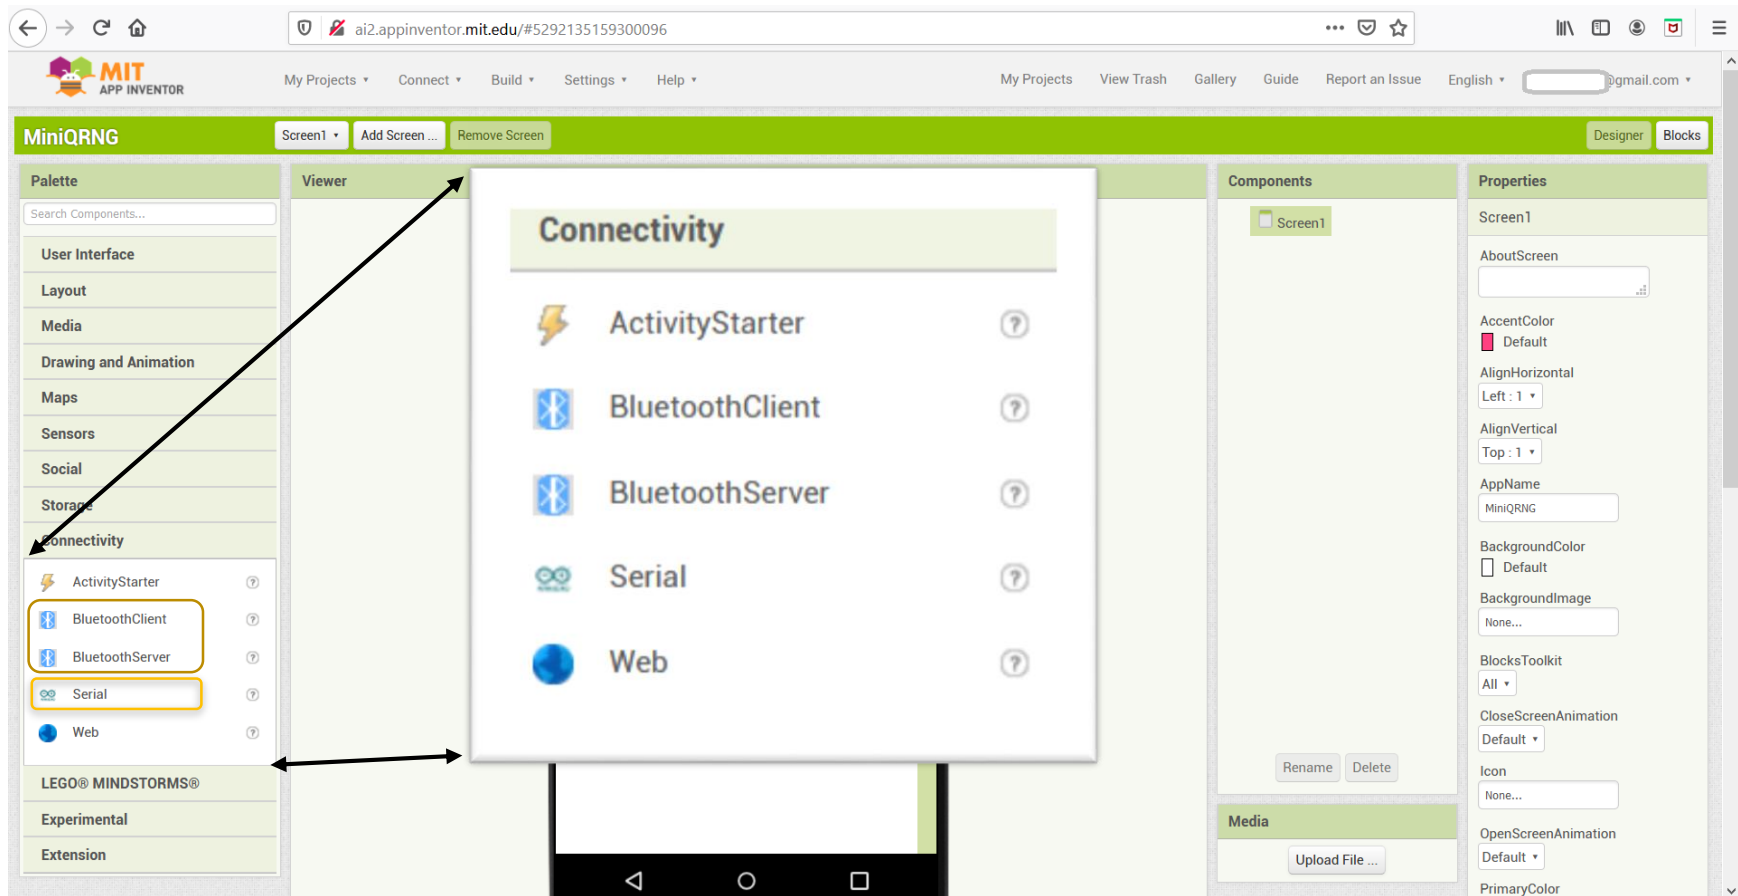 ai2.appinventor.mit.edu/#5292135159300096
MIT
APP INVENTOR
My Projects Connect Build Settings Help My Projects View Trash Gallery Guide Report an Issue English @gmail.com
MiniQRNG Screen1 Add Screen ... Remove Screen Designer Blocks
Palette
Search Components...
User Interface
Layout
Media
Drawing and Animation
Maps
Sensors
Social
Storage
Connectivity
ActivityStarter
BluetoothClient
BluetoothServer
Serial
Web
LEGO® MINDSTORMS®
Experimental
Extension
Viewer
Connectivity
ActivityStarter
BluetoothClient
BluetoothServer
Serial
Web
Components
Screen1
Rename Delete
Media
Upload File ...
Properties
Screen1
AboutScreen
AccentColor
Default
AlignHorizontal
Left : 1
AlignVertical
Top : 1
AppName
MiniQRNG
BackgroundColor
Default
BackgroundImage
None...
BlocksToolkit
All
CloseScreenAnimation
Default
Icon
None...
OpenScreenAnimation
Default
PrimaryColor